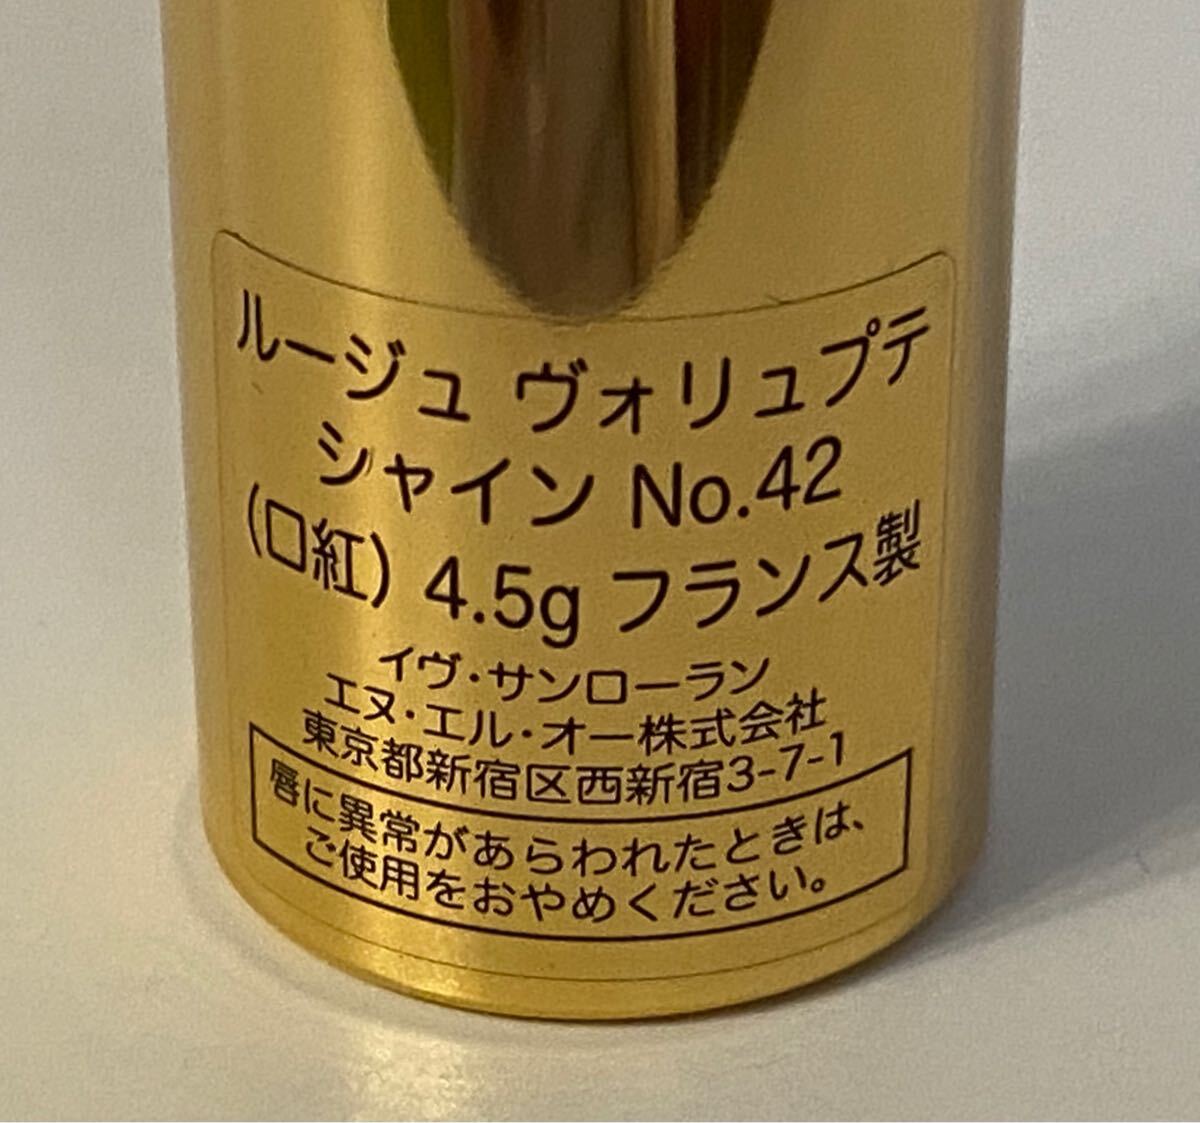 ルージュ ヴォリュプテ
シャイン No.42
(口紅) 4.5g フランス製
イヴ・サンローラン
エヌ・エル・オー株式会社
東京都新宿区西新宿3-7-1
唇に異常があらわれたときは、
ご使用をおやめください。